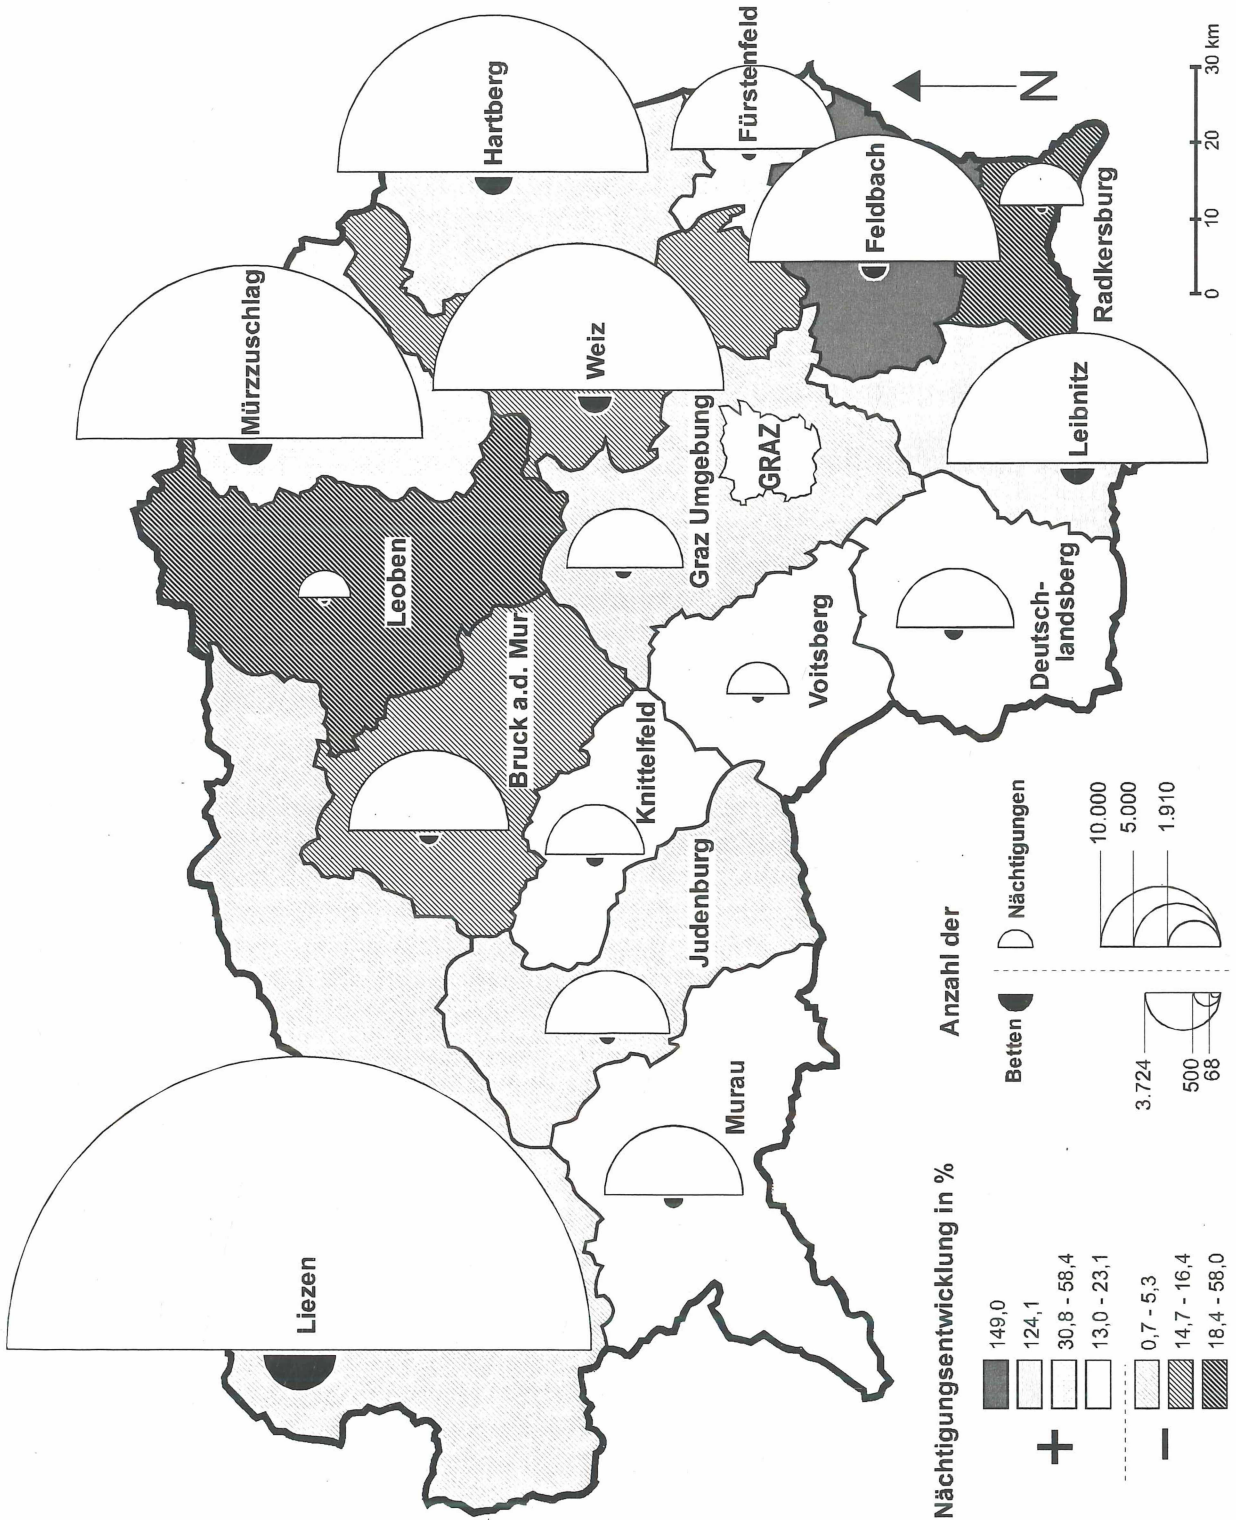 Liezen
Mürzzuschlag
Hartberg
Leoben
Bruck a.d. Mur
Weiz
Fürstenfeld
Murau
Judenburg
Knittelfeld
Graz Umgebung
GRAZ
Feldbach
Voitsberg
Deutsch-
landsberg
Leibnitz
Radkersburg
N
0 10 20 30 km
Nächtigungsentwicklung in %
+
149,0
124,1
30,8 - 58,4
13,0 - 23,1
−
0,7 - 5,3
14,7 - 16,4
18,4 - 58,0
Anzahl der
Betten Nächtigungen
3.724
500
68
10.000
5.000
1.910